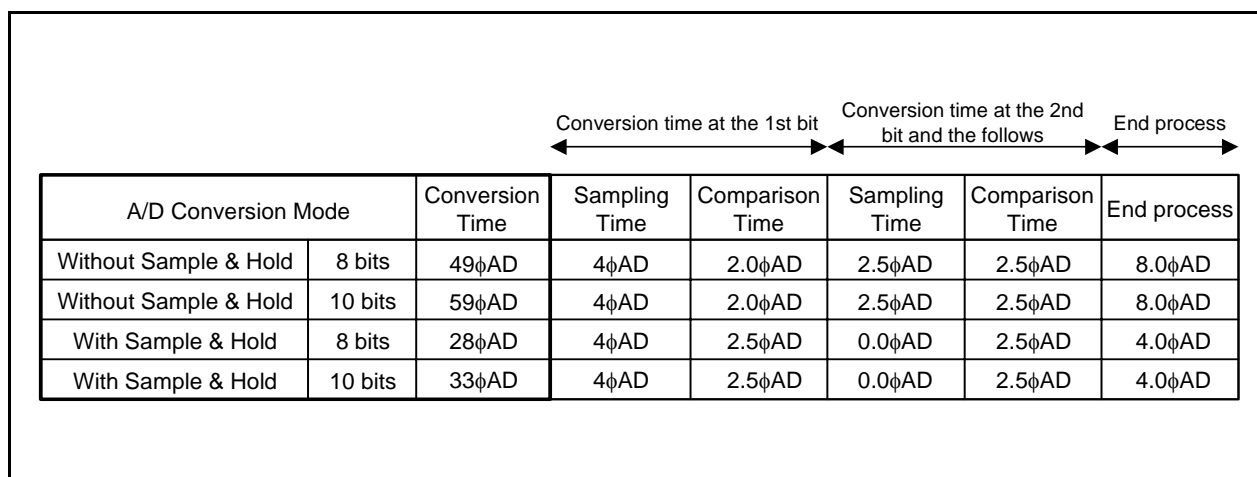 Conversion time at the 1st bit
Conversion time at the 2nd
bit and the follows
End process
A/D Conversion Mode
Conversion
Time
Sampling
Time
Comparison
Time
Sampling
Time
Comparison
Time
End process
Without Sample & Hold 8 bits 49ϕAD 4ϕAD 2.0ϕAD 2.5ϕAD 2.5ϕAD 8.0ϕAD
Without Sample & Hold 10 bits 59ϕAD 4ϕAD 2.0ϕAD 2.5ϕAD 2.5ϕAD 8.0ϕAD
With Sample & Hold 8 bits 28ϕAD 4ϕAD 2.5ϕAD 0.0ϕAD 2.5ϕAD 4.0ϕAD
With Sample & Hold 10 bits 33ϕAD 4ϕAD 2.5ϕAD 0.0ϕAD 2.5ϕAD 4.0ϕAD